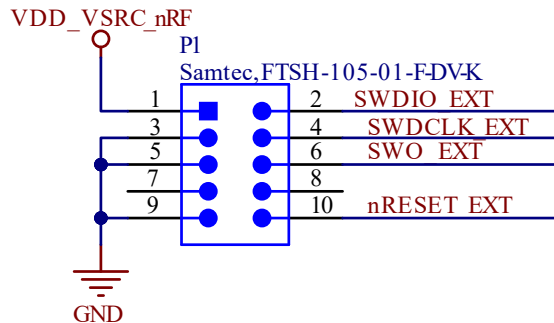 VDD_VSRC_nRF
P1
Samtec,FTSH-105-01-F-DV-K
1 2 SWDIO_EXT
3 4 SWDCLK_EXT
5 6 SWO_EXT
7 8
9 10 nRESET_EXT
GND